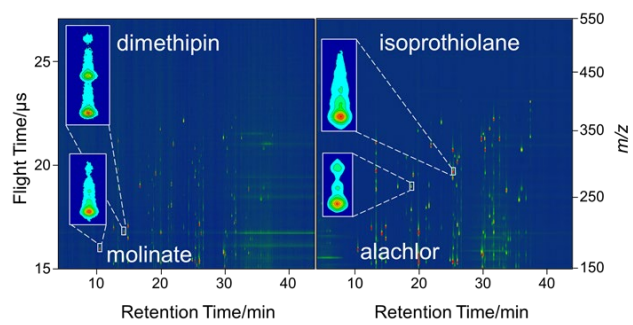 dimethipin
isoprothiolane
molinate
alachlor
Flight Time/µs
25
20
15
10
20
30
40
Retention Time/min
10
20
30
40
Retention Time/min
550
450
350
250
150
m/z